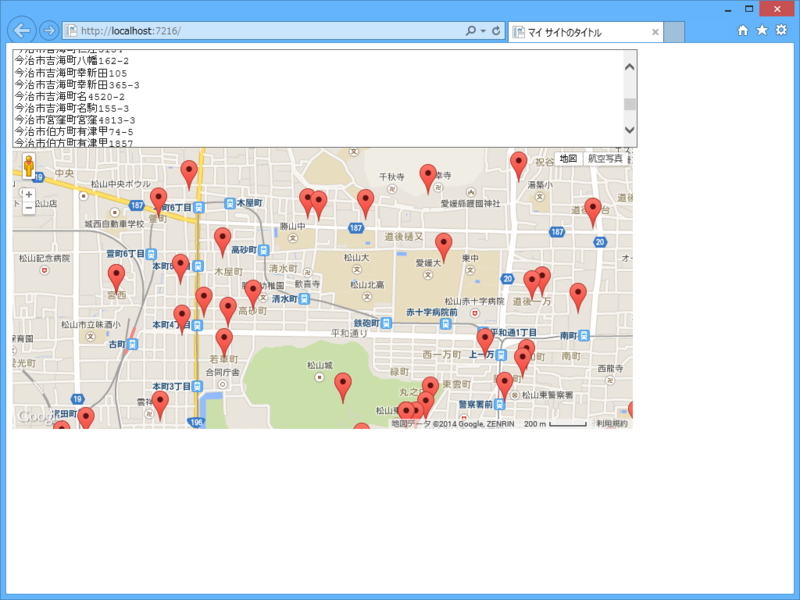 http://localhost:7216/
マイ サイトのタイトル
今治市吉海町八幡162-2
今治市吉海町幸新田105
今治市吉海町幸新田365-3
今治市吉海町名4520-2
今治市吉海町名駒155-3
今治市宮窪町宮窪4813-3
今治市伯方町有津甲74-5
今治市伯方町有津甲1857
地図
航空写真
中央
19
松山中央ボウル
千秋寺
祝谷
湯築小
愛媛縣護國神社
187
木屋町
城西自動車学校
萱町
勝山中
187
道後樋又
187
20
萱町6丁目
高砂町
松山記念病院
本町
木屋町
清水町
松山大
愛媛大
東中
20
宮西
幼稚園
歓喜寺
松山北高
清水町
高砂町
松山赤十字病院
道後一万
赤十字病院前
松山市立味酒小
本町4丁目
鉄砲町
平和通1丁目
平和通り
古町
南町
若草町
合同庁舎
西一万町
上一万
南町
松山城
緑町
本町3丁目
東雲町
西龍寺
19
丸之
松山東警察署
警察署前
196
Google
地図データ ©2014 Google, ZENRIN
200 m
利用規約